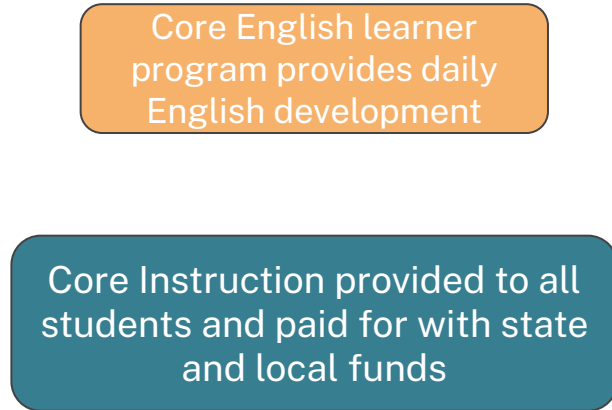 Core English learner
program provides daily
English development
Core Instruction provided to all
students and paid for with state
and local funds